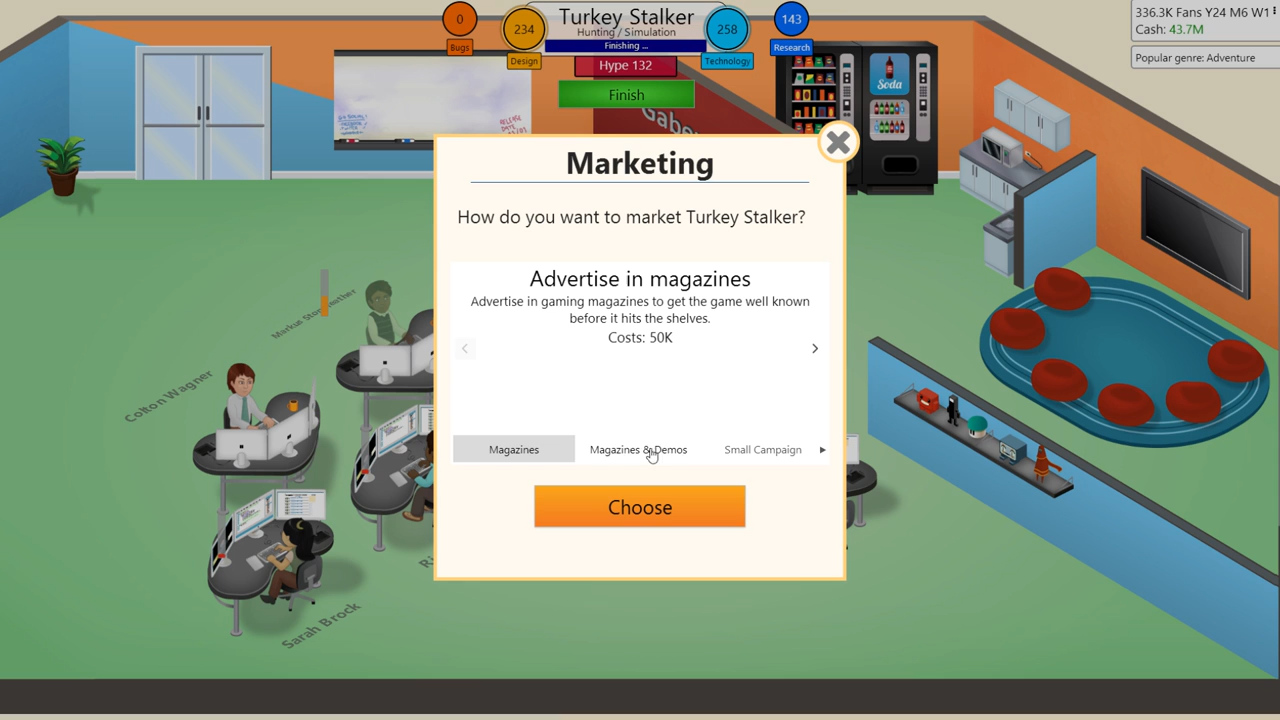 0
Bugs
234
Design
Turkey Stalker
Hunting / Simulation
Finishing ...
258
Technology
143
Research
336.3K Fans Y24 M6 W1
Cash: 43.7M
Popular genre: Adventure
Hype 132
Finish
Soda
RELEASE
DATE
Marketing
How do you want to market Turkey Stalker?
Advertise in magazines
Advertise in gaming magazines to get the game well known
before it hits the shelves.
Costs: 50K
Magazines
Magazines & Demos
Small Campaign
Choose
Colton Wagner
Sarah Brock